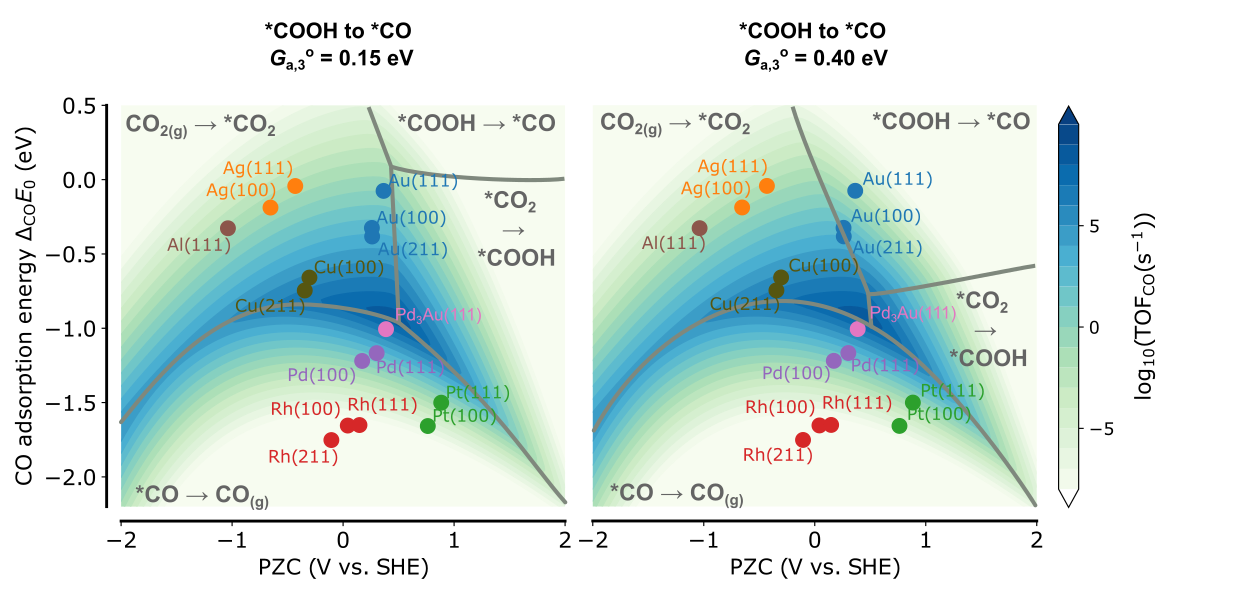 *COOH to *CO
Ga,3° = 0.15 eV
*COOH to *CO
Ga,3° = 0.40 eV
CO adsorption energy ΔCOE0 (eV)
0.5
0.0
−0.5
−1.0
−1.5
−2.0
CO2(g) → *CO2
*COOH → *CO
Ag(111)
Ag(100)
Au(111)
*CO2
→
*COOH
Au(100)
Al(111)
Au(211)
Cu(100)
Cu(211)
Pd3Au(111)
Pd(111)
Pd(100)
Pt(111)
Rh(100)
Rh(111)
Pt(100)
Rh(211)
*CO → CO(g)
−2
−1
0
1
2
PZC (V vs. SHE)
CO2(g) → *CO2
*COOH → *CO
Ag(111)
Ag(100)
Au(111)
Au(100)
Al(111)
Au(211)
Cu(100)
Cu(211)
*CO2
→
*COOH
Pd3Au(111)
Pd(111)
Pd(100)
Pt(111)
Rh(100)
Rh(111)
Pt(100)
Rh(211)
*CO → CO(g)
−2
−1
0
1
2
PZC (V vs. SHE)
5
0
−5
log10(TOFCO(s−1))